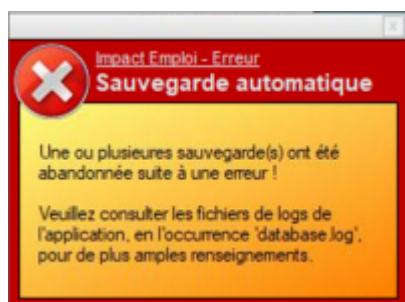 Impact Emploi - Erreur
Sauvegarde automatique
Une ou plusieures sauvegarde(s) ont été
abandonnée suite à une erreur !
Veuillez consulter les fichiers de logs de
l'application, en l'occurrence 'database.log',
pour de plus amples renseignements.